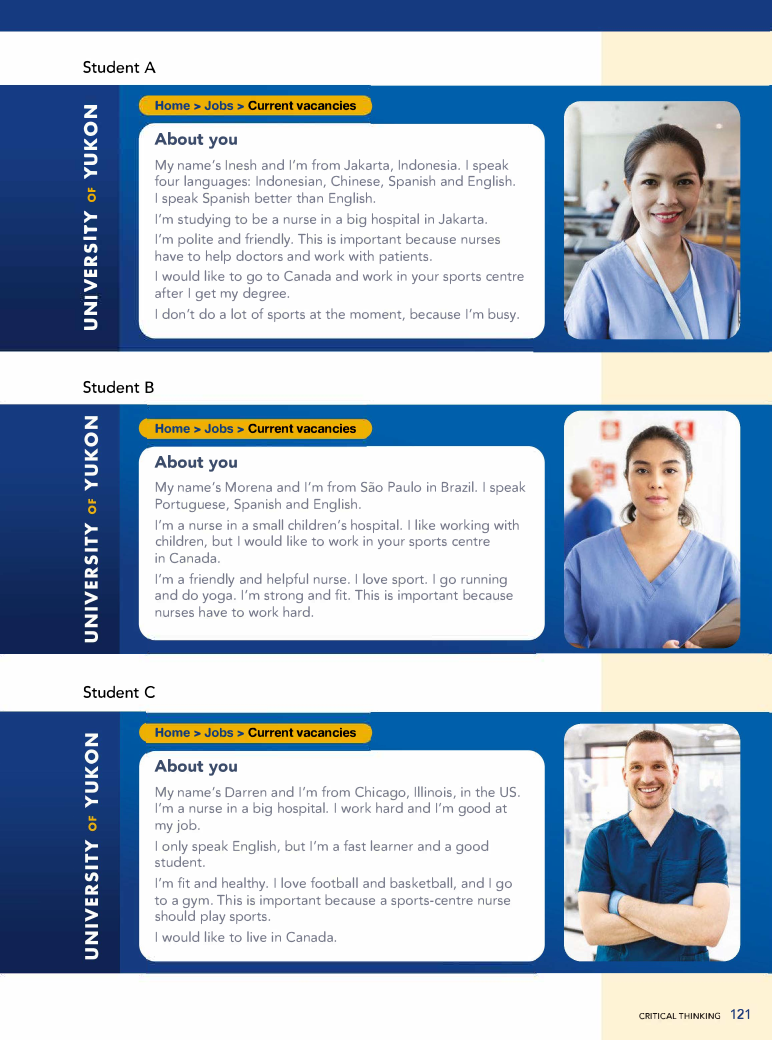 Student A
UNIVERSITY OF YUKON
Home > Jobs > Current vacancies
About you
My name's Inesh and I'm from Jakarta, Indonesia. I speak
four languages: Indonesian, Chinese, Spanish and English.
I speak Spanish better than English.
I'm studying to be a nurse in a big hospital in Jakarta.
I'm polite and friendly. This is important because nurses
have to help doctors and work with patients.
I would like to go to Canada and work in your sports centre
after I get my degree.
I don't do a lot of sports at the moment, because I'm busy.
Student B
UNIVERSITY OF YUKON
Home > Jobs > Current vacancies
About you
My name's Morena and I'm from São Paulo in Brazil. I speak
Portuguese, Spanish and English.
I'm a nurse in a small children's hospital. I like working with
children, but I would like to work in your sports centre
in Canada.
I'm a friendly and helpful nurse. I love sport. I go running
and do yoga. I'm strong and fit. This is important because
nurses have to work hard.
Student C
UNIVERSITY OF YUKON
Home > Jobs > Current vacancies
About you
My name's Darren and I'm from Chicago, Illinois, in the US.
I'm a nurse in a big hospital. I work hard and I'm good at
my job.
I only speak English, but I'm a fast learner and a good
student.
I'm fit and healthy. I love football and basketball, and I go
to a gym. This is important because a sports-centre nurse
should play sports.
I would like to live in Canada.
CRITICAL THINKING 121